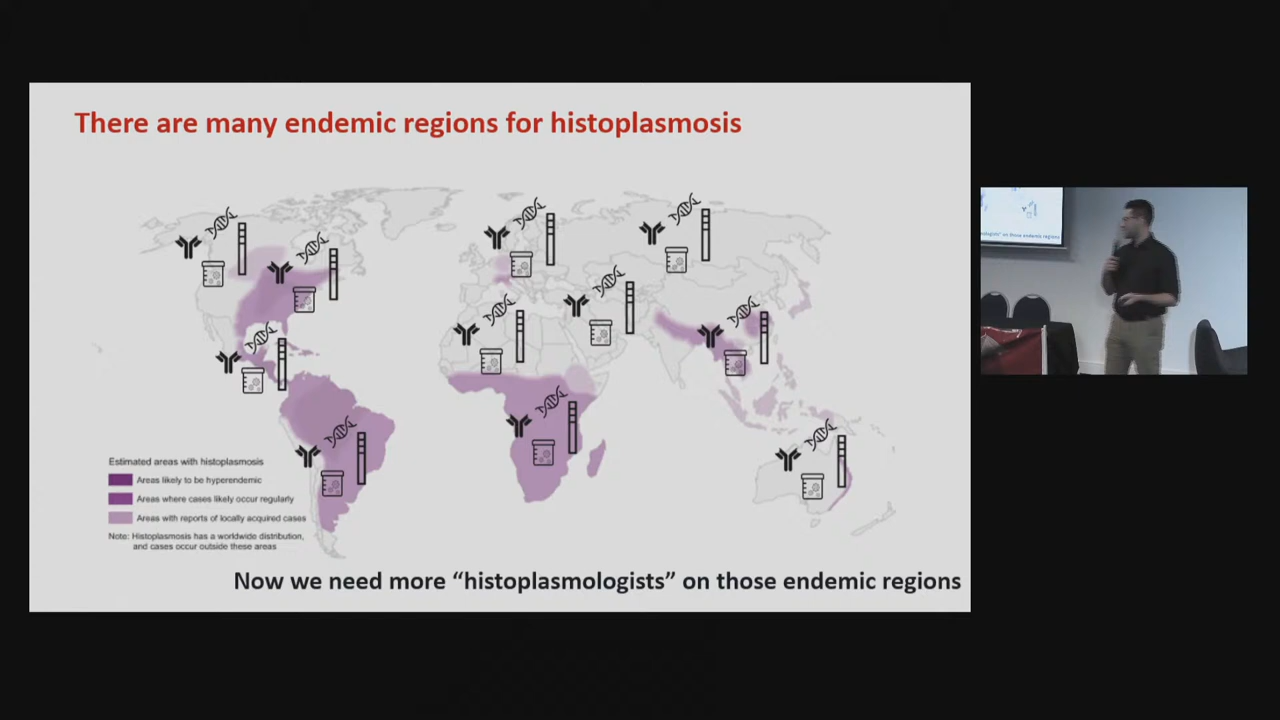 There are many endemic regions for histoplasmosis
Estimated areas with histoplasmosis
Areas likely to be hyperendemic
Areas where cases likely occur regularly
Areas with reports of locally acquired cases
Note: Histoplasmosis has a worldwide distribution,
and cases occur outside these areas
Now we need more “histoplasmologists” on those endemic regions